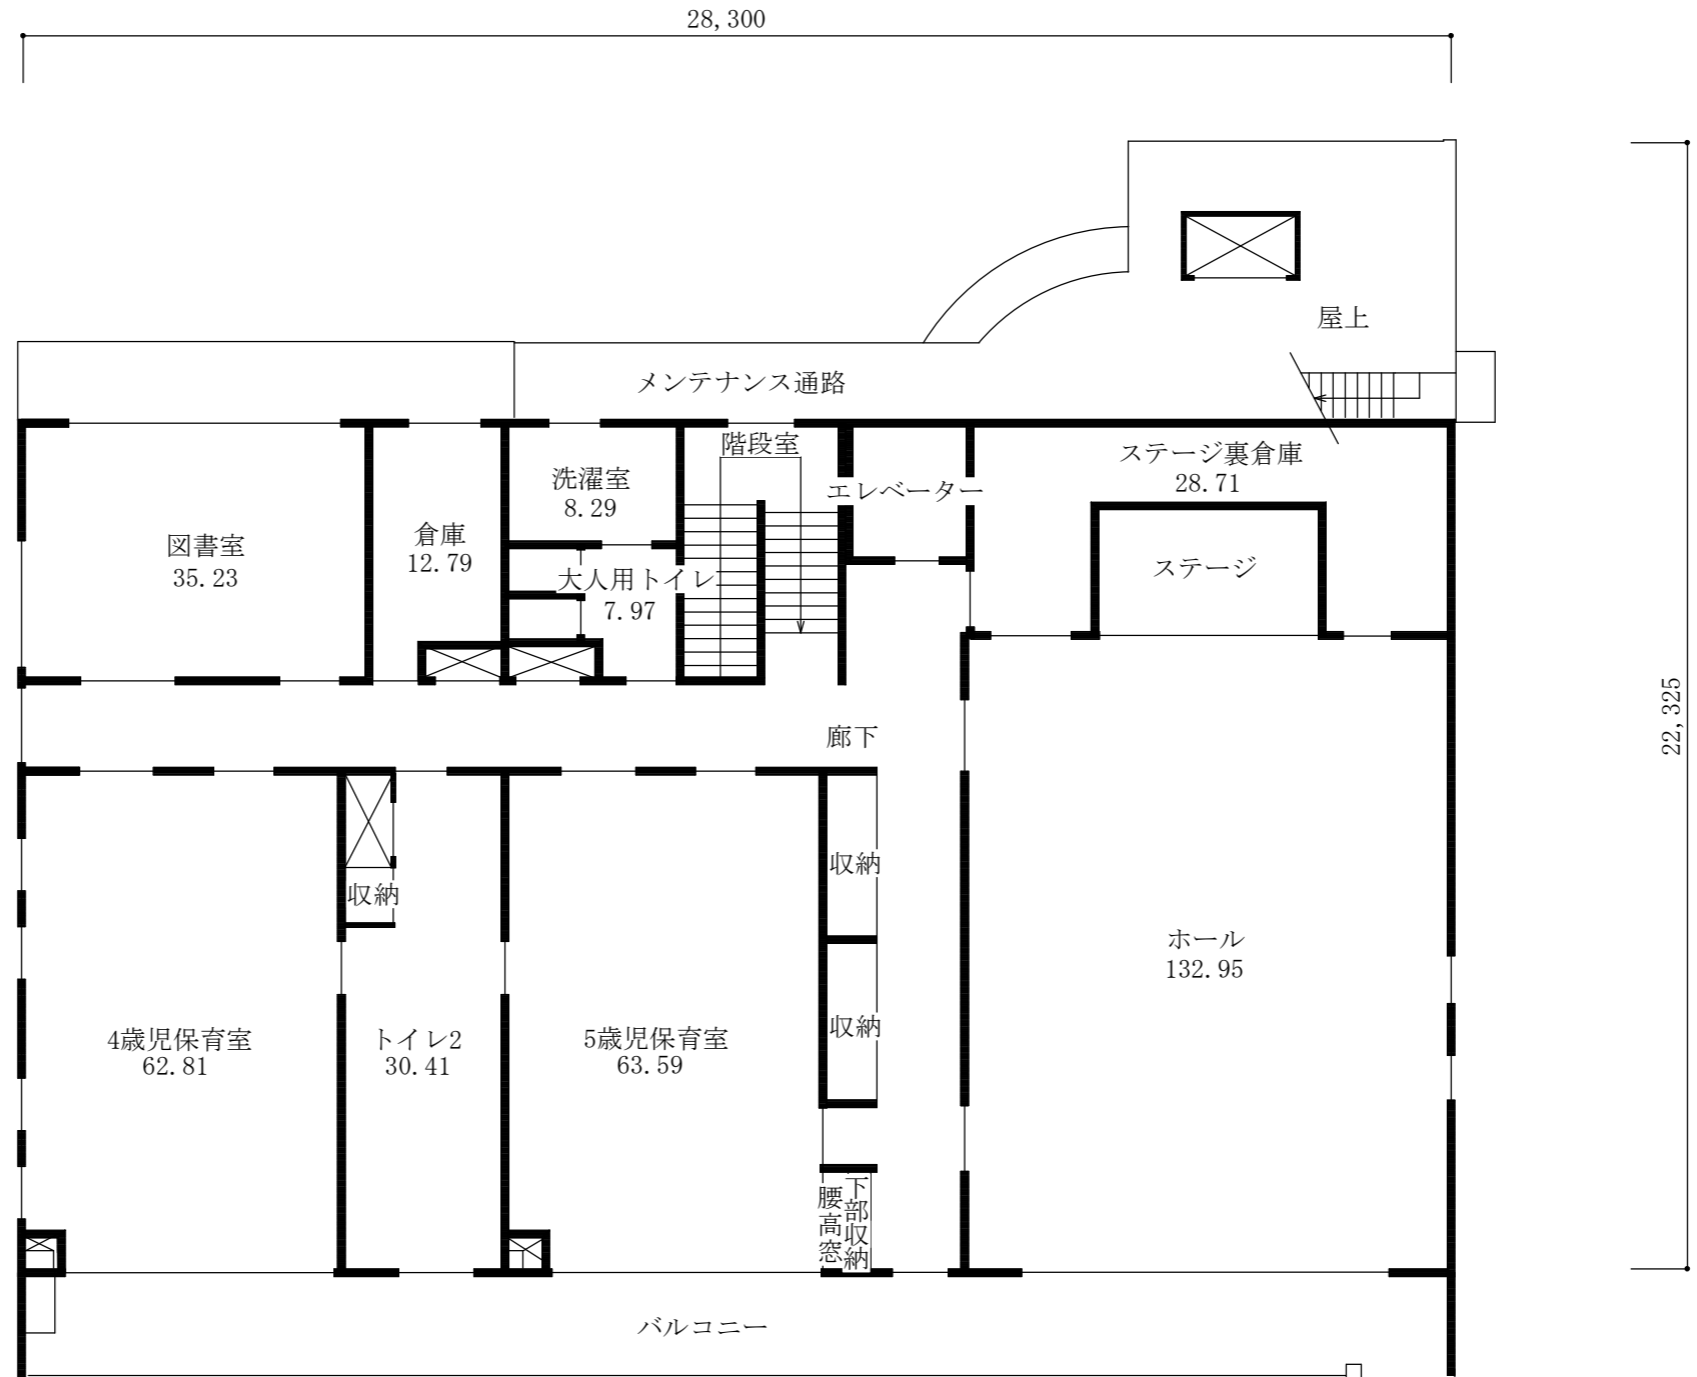 28,300
22,325
屋上
メンテナンス通路
階段室
ステージ裏倉庫
28.71
洗濯室
8.29
エレベーター
倉庫
12.79
図書室
35.23
大人用トイレ
7.97
ステージ
廊下
収納
収納
ホール
132.95
収納
4歳児保育室
62.81
トイレ2
30.41
5歳児保育室
63.59
下部収納
腰高窓
バルコニー